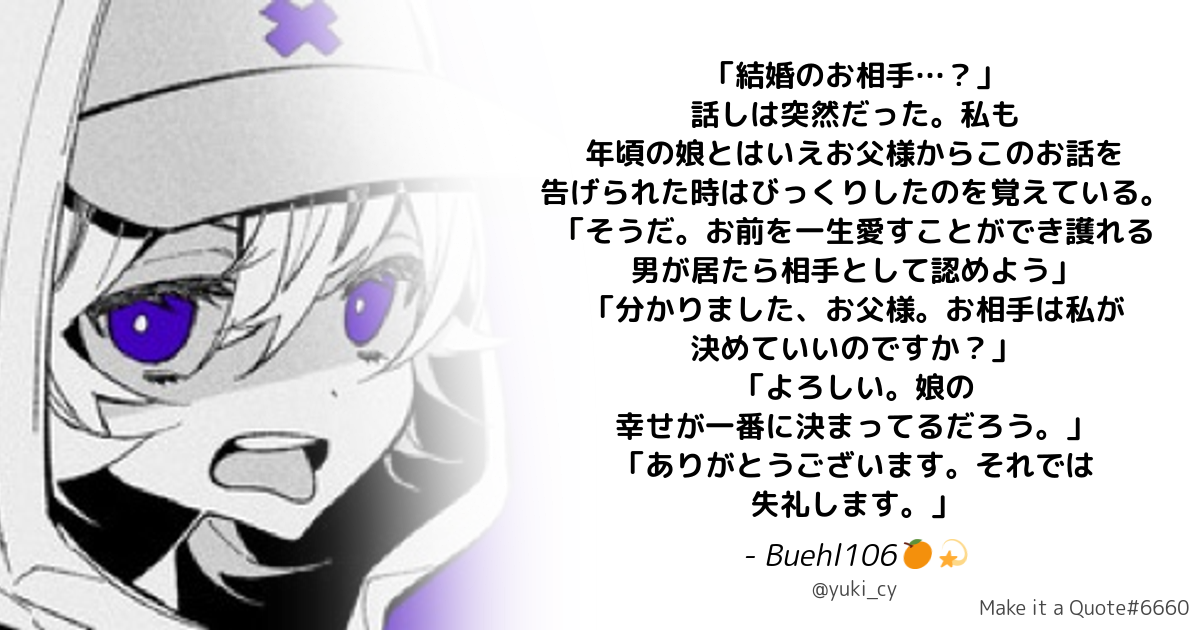 「結婚のお相手…？」
話しは突然だった。私も
年頃の娘とはいえお父様からこのお話を
告げられた時はびっくりしたのを覚えている。
「そうだ。お前を一生愛すことができ護れる
男が居たら相手として認めよう」
「分かりました、お父様。お相手は私が
決めていいのですか？」
「よろしい。娘の
幸せが一番に決まってるだろう。」
「ありがとうございます。それでは
失礼します。」
- Buehl106🍊💫
@yuki_cy
Make it a Quote#6660